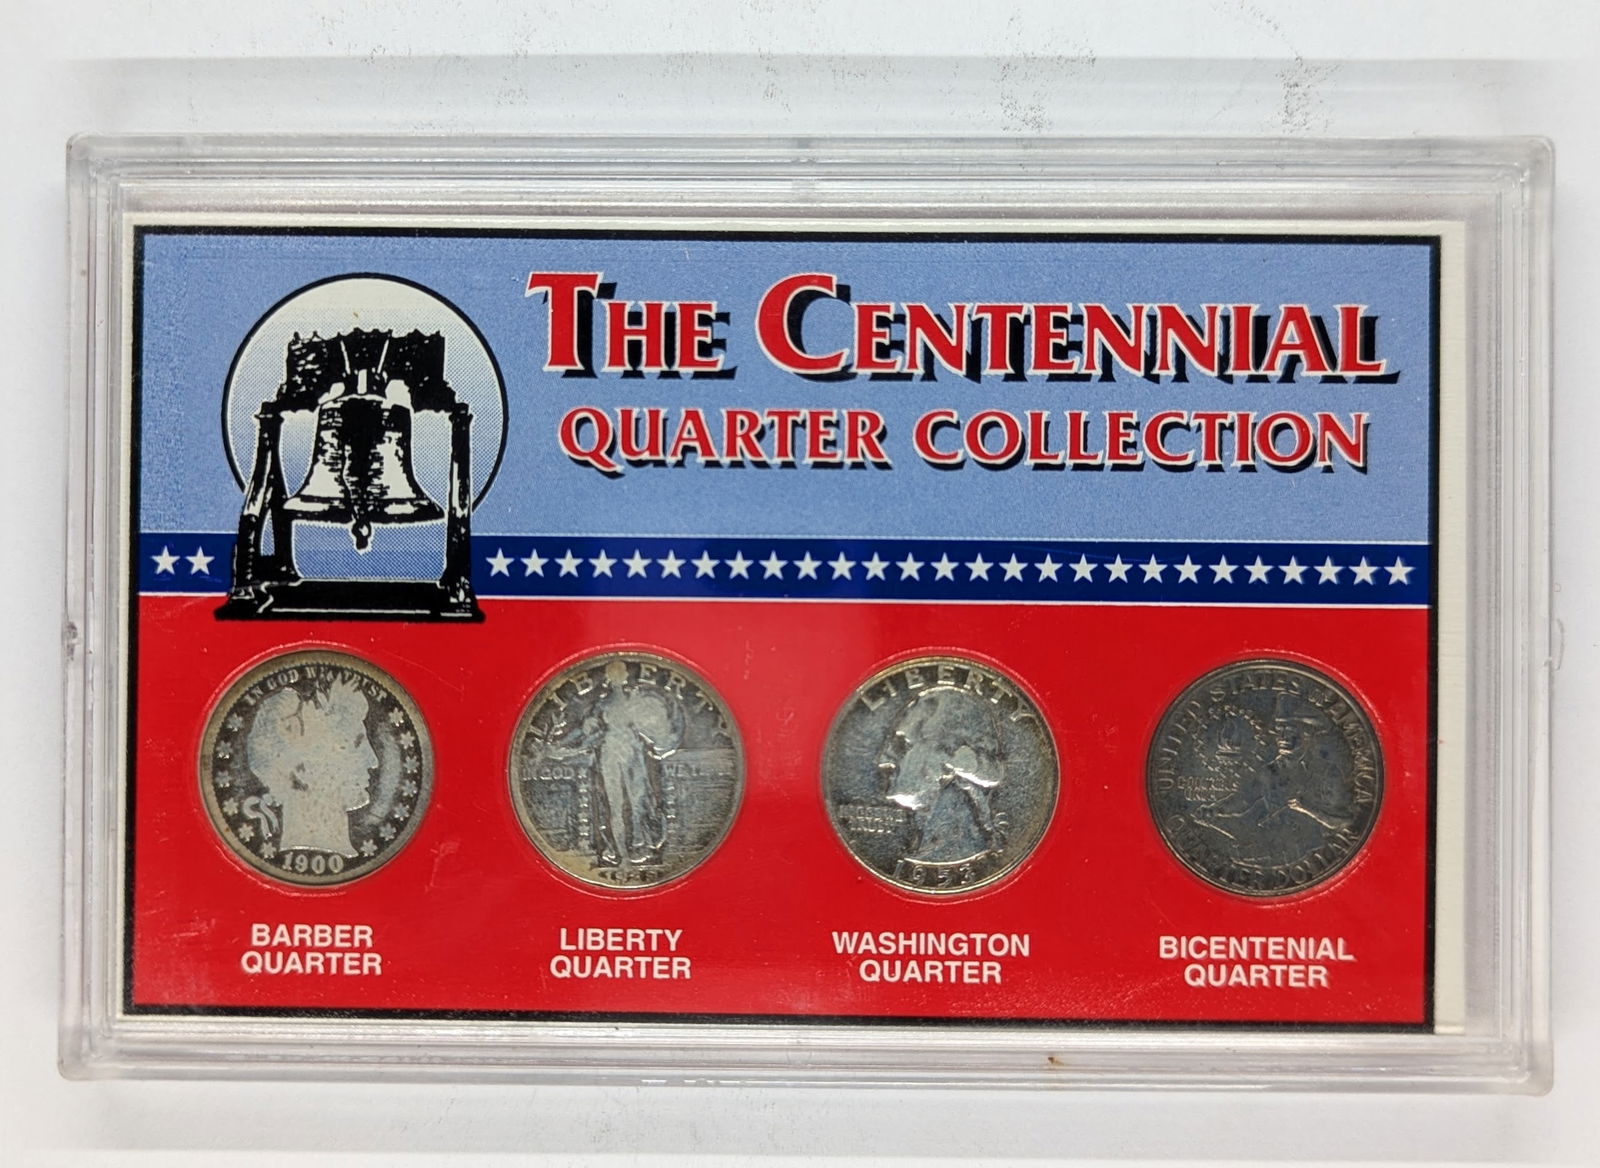 THE CENTENNIAL
QUARTER COLLECTION
IN GOD WE TRUST
1900
LIBERTY
IN GOD WE
LIBERTY
TRUST
1953
UNITED STATES OF AMERICA
QUARTER DOLLAR
BARBER
QUARTER
LIBERTY
QUARTER
WASHINGTON
QUARTER
BICENTENIAL
QUARTER